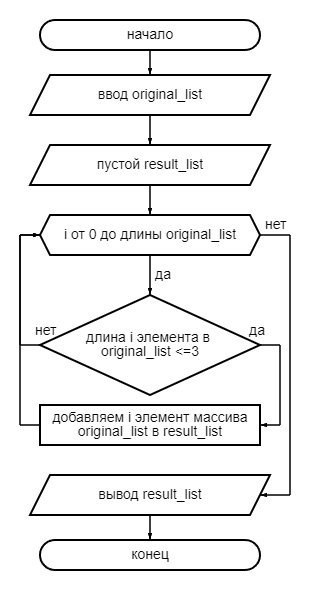 начало
ввод original_list
пустой result_list
i от 0 до длины original_list
нет
да
нет
длина i элемента в
original_list <=3
да
добавляем i элемент массива
original_list в result_list
вывод result_list
конец